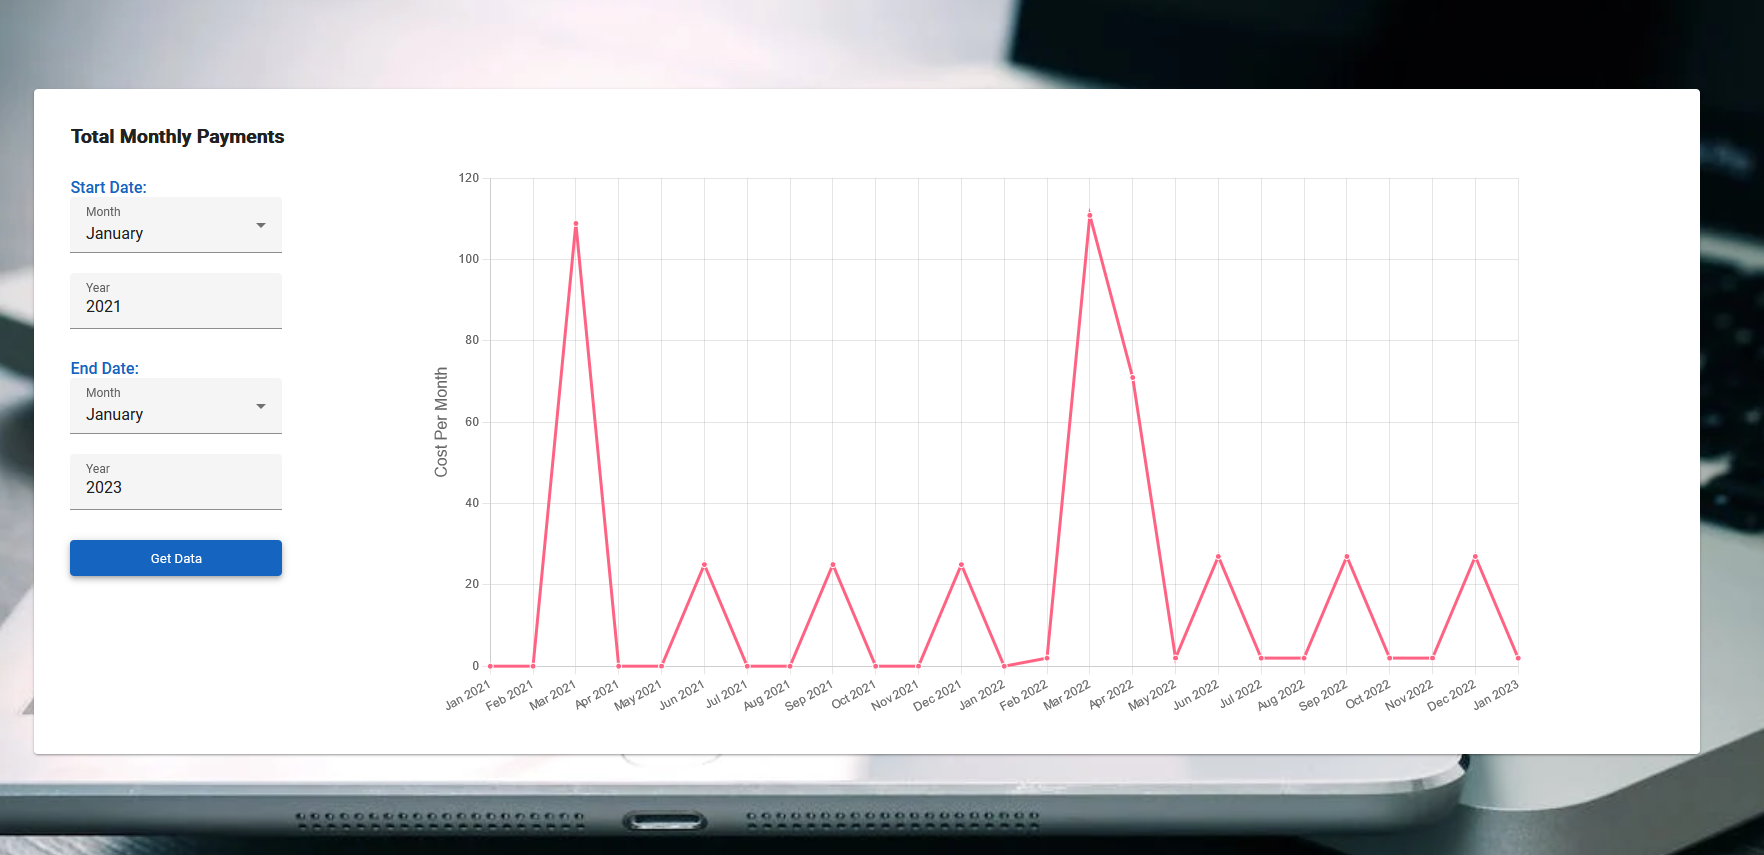 Total Monthly Payments
Start Date:
Month
January
Year
2021
End Date:
Month
January
Year
2023
Get Data
Cost Per Month
120
100
80
60
40
20
0
Jan 2021
Feb 2021
Mar 2021
Apr 2021
May 2021
Jun 2021
Jul 2021
Aug 2021
Sep 2021
Oct 2021
Nov 2021
Dec 2021
Jan 2022
Feb 2022
Mar 2022
Apr 2022
May 2022
Jun 2022
Jul 2022
Aug 2022
Sep 2022
Oct 2022
Nov 2022
Dec 2022
Jan 2023